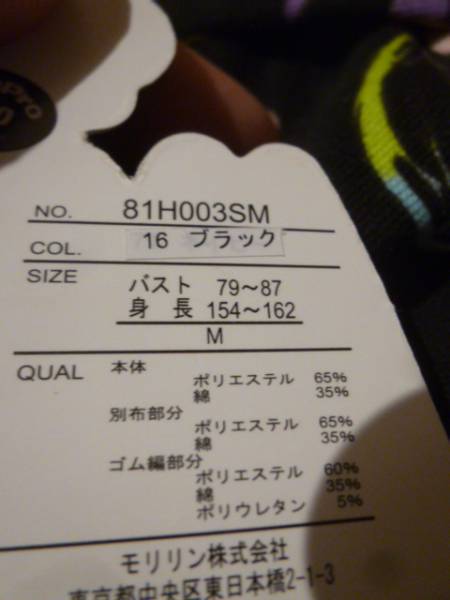 NO. 81H003SM
COL. 16 ブラック
SIZE バスト 79〜87
身長 154〜162
M
QUAL 本体
ポリエステル 65%
綿 35%
別布部分
ポリエステル 65%
綿 35%
ゴム編部分
ポリエステル 60%
綿 35%
ポリウレタン 5%
モリリン株式会社
東京都中央区東日本橋2-1-3